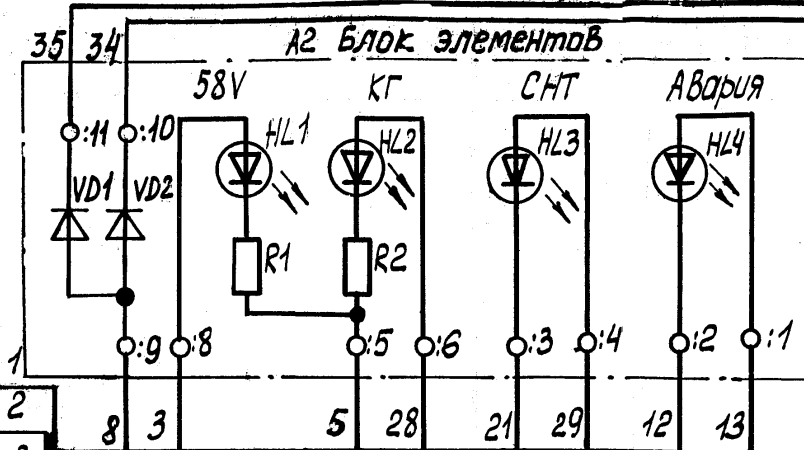 35 34 А2 Блок элементов
58V КГ СНТ Авария
:11 :10 HL1 HL2 HL3 HL4
VD1 VD2
R1 R2
:9 :8 :5 :6 :3 :4 :2 :1
1
2
8 3 5 28 21 29 12 13